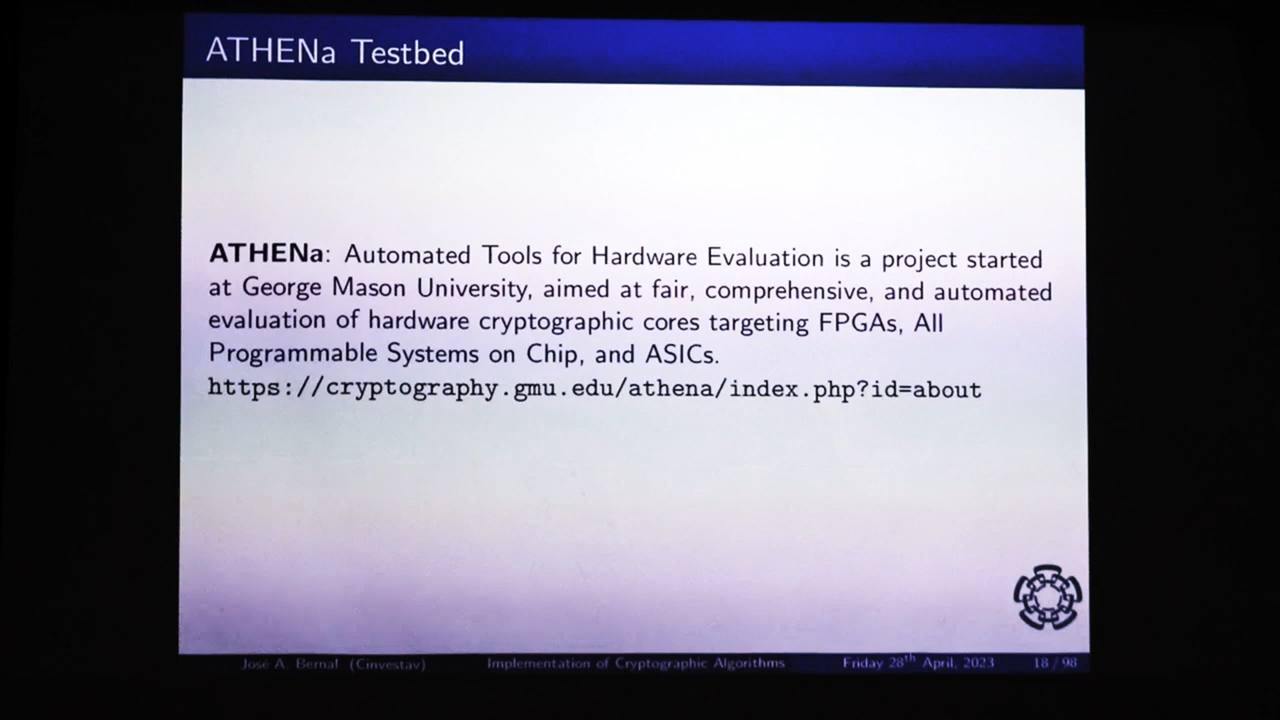 ATHENa Testbed
ATHENa: Automated Tools for Hardware Evaluation is a project started
at George Mason University, aimed at fair, comprehensive, and automated
evaluation of hardware cryptographic cores targeting FPGAs, All
Programmable Systems on Chip, and ASICs.
https://cryptography.gmu.edu/athena/index.php?id=about
José A. Bernal (Cinvestav) Implementation of Cryptographic Algorithms Friday 28th April, 2023 18 / 98